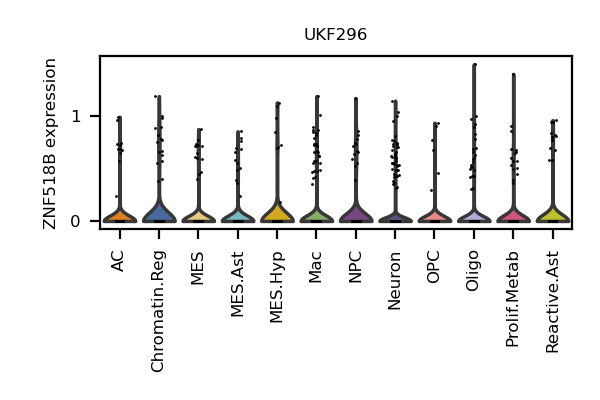 UKF296
ZNF518B expression
1
0
AC
Chromatin.Reg
MES
MES.Ast
MES.Hyp
Mac
NPC
Neuron
OPC
Oligo
Prolif.Metab
Reactive.Ast